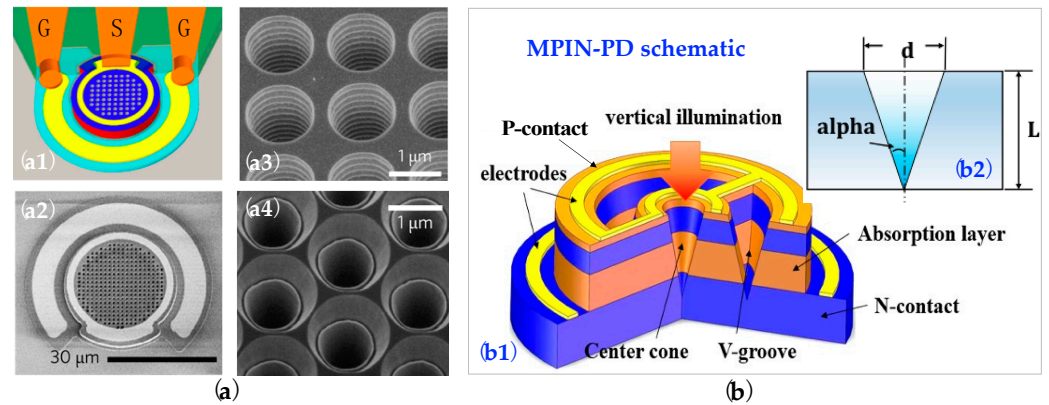 G S G
(a1)
(a3)
1 µm
(a2)
30 µm
(a4)
1 µm
(a)
MPIN-PD schematic
d
P-contact
vertical illumination
alpha
L
electrodes
(b2)
Absorption layer
N-contact
(b1)
Center cone
V-groove
(b)